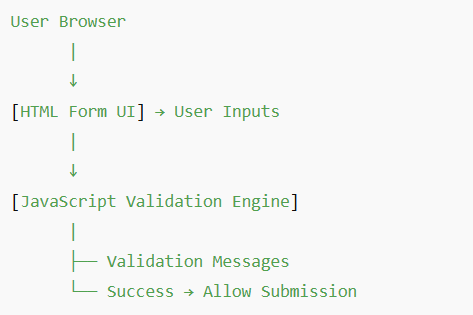 User Browser
|
↓
[HTML Form UI] → User Inputs
|
↓
[JavaScript Validation Engine]
|
├── Validation Messages
└── Success → Allow Submission